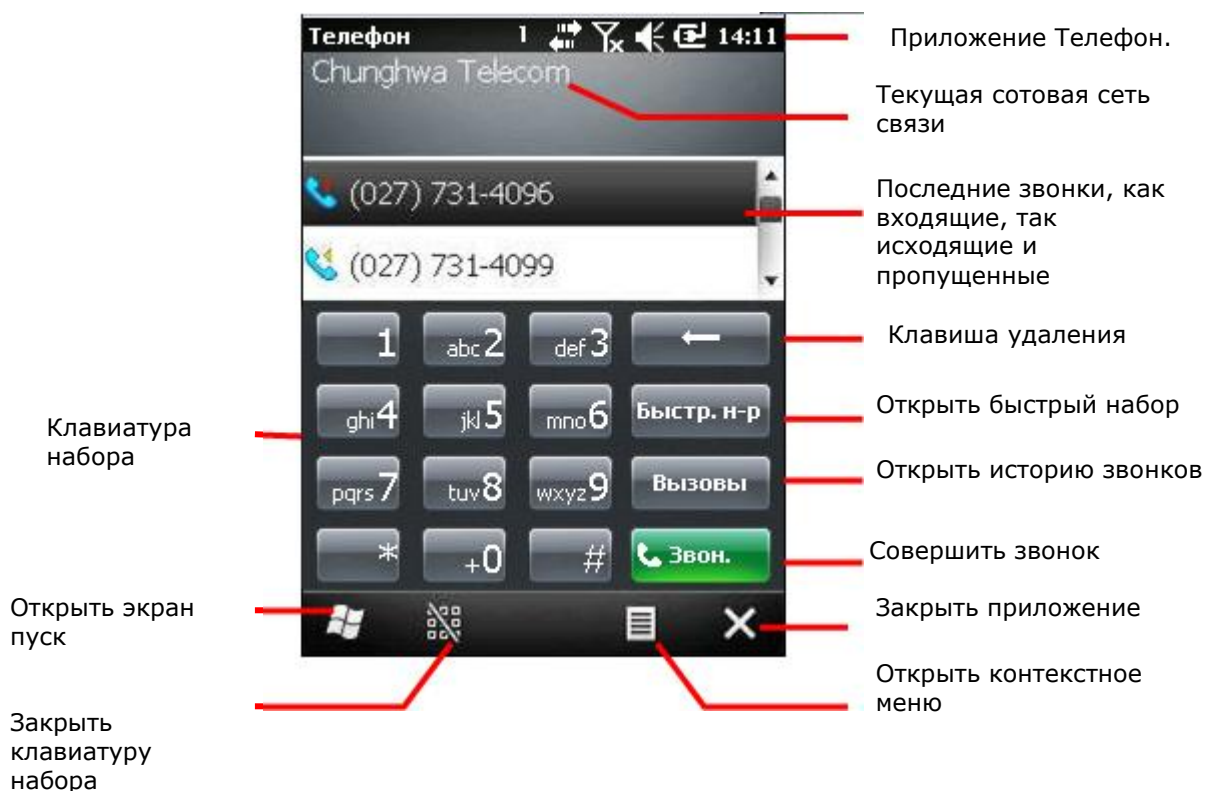 Телефон 1 14:11
Chunghwa Telecom
(027) 731-4096
(027) 731-4099
1 abc 2 def 3
ghi 4 jkl 5 mno 6 Быстр. н-р
pqrs 7 tuv 8 wxyz 9 Вызовы
* +0 # Звон.
Приложение Телефон.
Текущая сотовая сеть
связи
Последние звонки, как
входящие, так
исходящие и
пропущенные
Клавиша удаления
Открыть быстрый набор
Открыть историю звонков
Совершить звонок
Закрыть приложение
Открыть контекстное
меню
Клавиатура
набора
Открыть экран
пуск
Закрыть
клавиатуру
набора